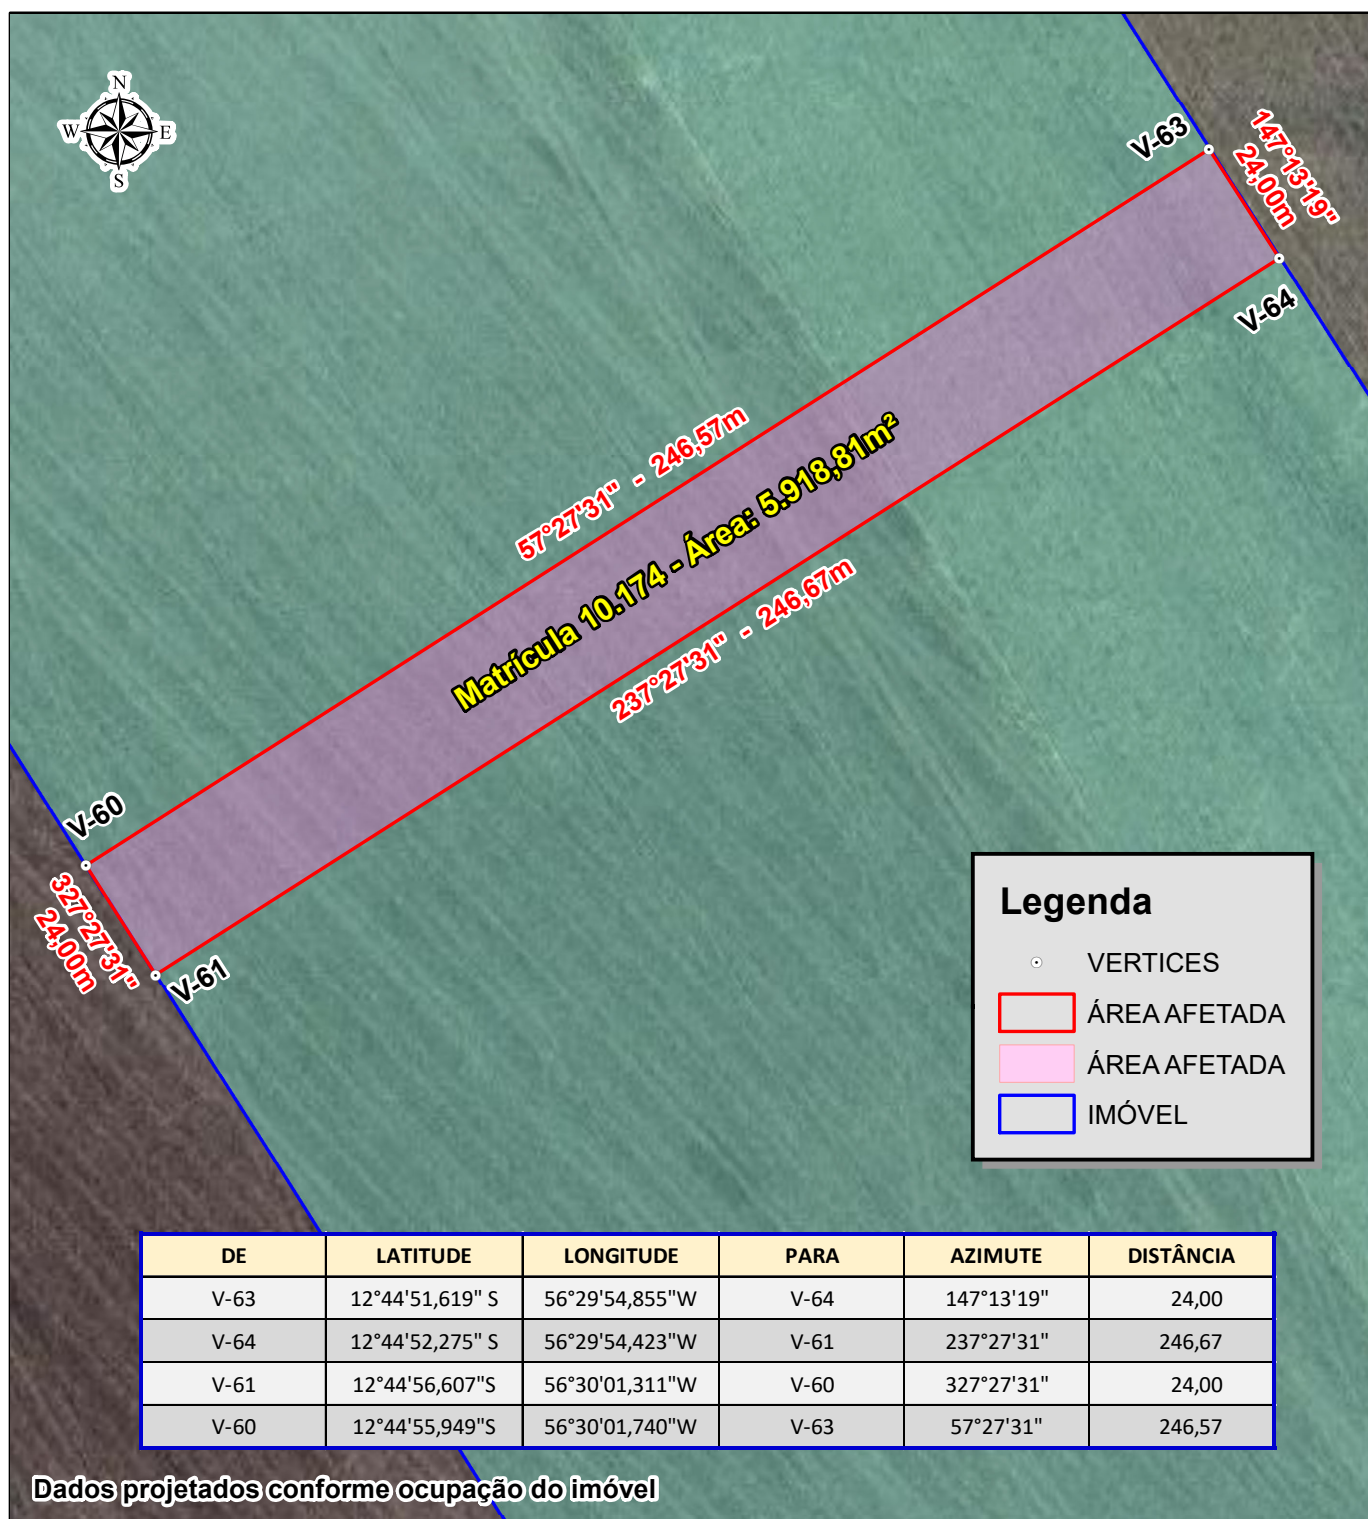 N
W E
S
V-63
147°13'19"
24,00m
V-64
57°27'31" - 246,57m
Matrícula 10.174 - Área: 5.918,81m²
237°27'31" - 246,67m
V-60
327°27'31"
24,00m
V-61
Legenda
VERTICES
ÁREA AFETADA
ÁREA AFETADA
IMÓVEL
DE LATITUDE LONGITUDE PARA AZIMUTE DISTÂNCIA
V-63 12°44'51,619" S 56°29'54,855"W V-64 147°13'19" 24,00
V-64 12°44'52,275" S 56°29'54,423"W V-61 237°27'31" 246,67
V-61 12°44'56,607"S 56°30'01,311"W V-60 327°27'31" 24,00
V-60 12°44'55,949"S 56°30'01,740"W V-63 57°27'31" 246,57
Dados projetados conforme ocupação do imóvel